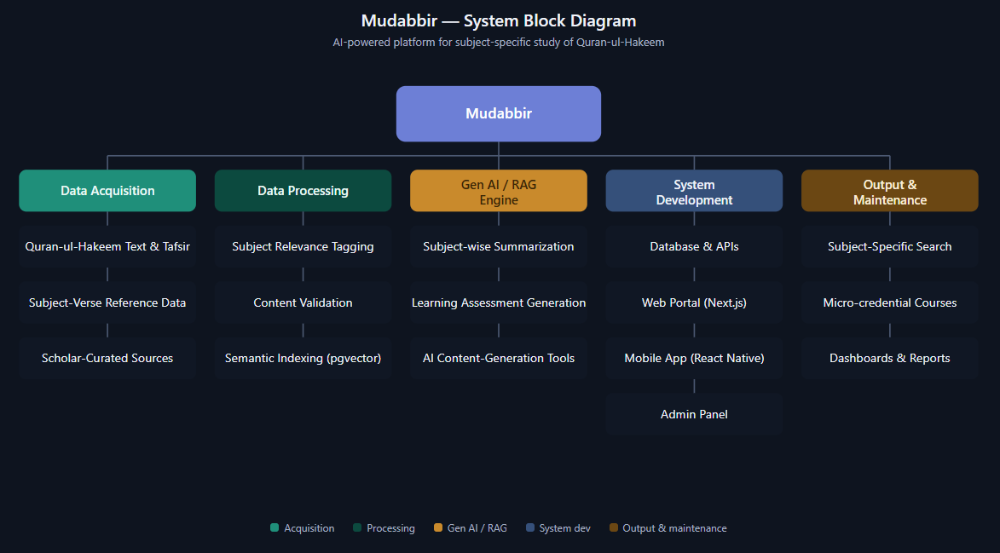 Mudabbir — System Block Diagram
AI-powered platform for subject-specific study of Quran-ul-Hakeem
Mudabbir
Data Acquisition
Data Processing
Gen AI / RAG
Engine
System
Development
Output &
Maintenance
Quran-ul-Hakeem Text & Tafsir
Subject Relevance Tagging
Subject-wise Summarization
Database & APIs
Subject-Specific Search
Subject-Verse Reference Data
Content Validation
Learning Assessment Generation
Web Portal (Next.js)
Micro-credential Courses
Scholar-Curated Sources
Semantic Indexing (pgvector)
AI Content-Generation Tools
Mobile App (React Native)
Dashboards & Reports
Admin Panel
Acquisition
Processing
Gen AI / RAG
System dev
Output & maintenance